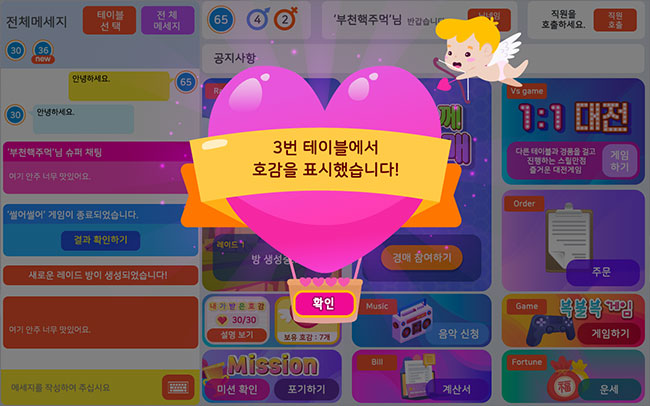 전체메세지
테이블
선 택
전 체
메세지
30
36
new
안녕하세요.
65
30
안녕하세요.
'부천핵주먹'님 슈퍼 채팅
여기 안주 너무 맛있어요.
'썰어썰어' 게임이 종료되었습니다.
결과 확인하기
새로운 레이드 방이 생성되었습니다!
여기 안주 너무 맛있어요.
메세지를 작성하여 주십시요
65
4
2
'부천핵주먹'님 반갑습니다
직원을
호출하세요.
직원
호출
공지사항
3번 테이블에서
호감을 표시했습니다!
확인
레이드 1
방 생성
경매 참여하기
Vs game
1:1 대전
다른 테이블과 경품을 걸고
진행하는 스릴만점
즐거운 대전게임
게임
하기
Order
주문
내가 받은 호감
30/30
설명 보기
보유 호감 : 7개
Music
음악 신청
Game
복불복 게임
게임하기
Mission
미션 확인
포기하기
Bill
계산서
Fortune
福
운세